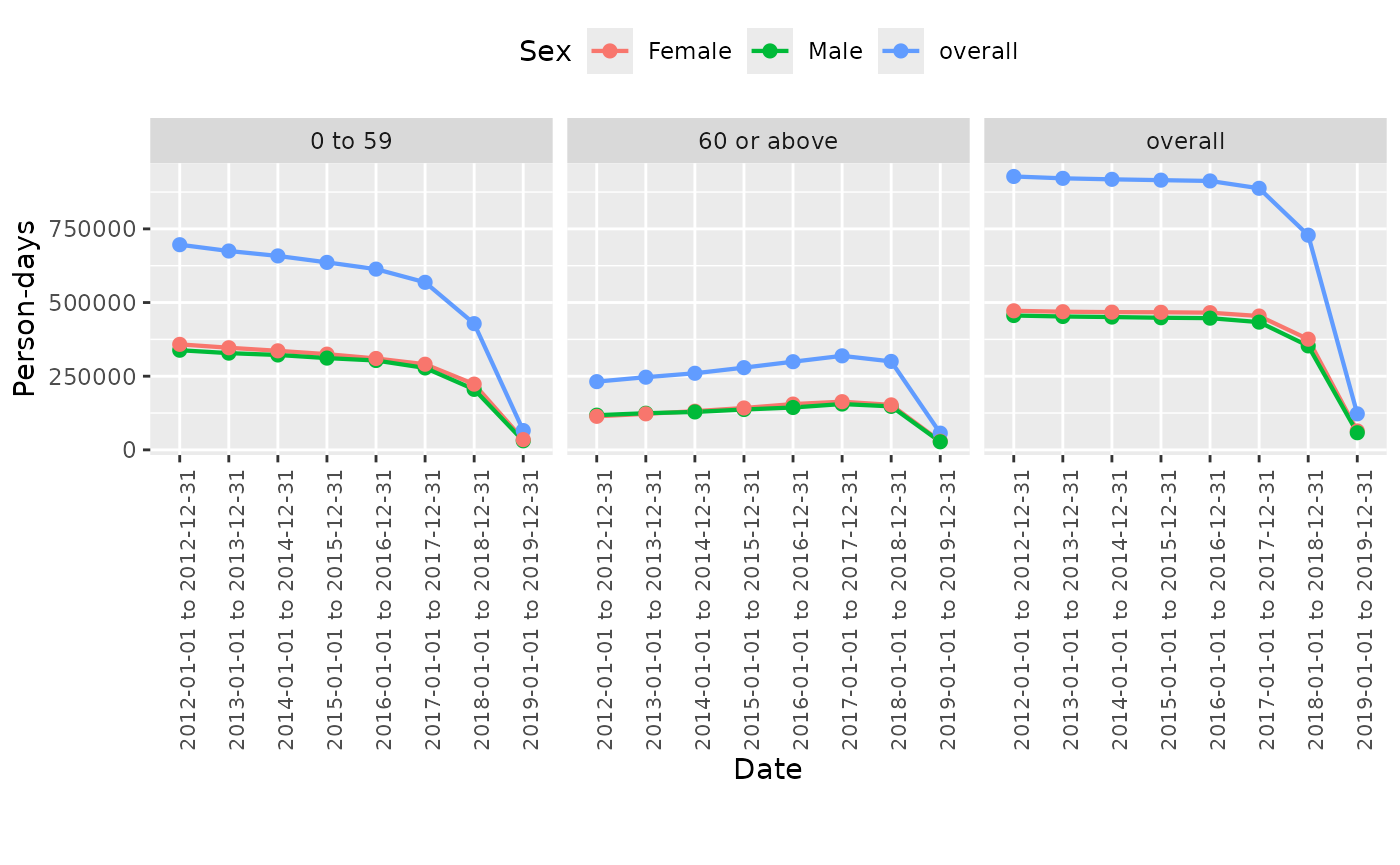 Sex Female Male overall
0 to 59
60 or above
overall
Person-days
750000
500000
250000
0
2012-01-01 to 2012-12-31
2013-01-01 to 2013-12-31
2014-01-01 to 2014-12-31
2015-01-01 to 2015-12-31
2016-01-01 to 2016-12-31
2017-01-01 to 2017-12-31
2018-01-01 to 2018-12-31
2019-01-01 to 2019-12-31
2012-01-01 to 2012-12-31
2013-01-01 to 2013-12-31
2014-01-01 to 2014-12-31
2015-01-01 to 2015-12-31
2016-01-01 to 2016-12-31
2017-01-01 to 2017-12-31
2018-01-01 to 2018-12-31
2019-01-01 to 2019-12-31
2012-01-01 to 2012-12-31
2013-01-01 to 2013-12-31
2014-01-01 to 2014-12-31
2015-01-01 to 2015-12-31
2016-01-01 to 2016-12-31
2017-01-01 to 2017-12-31
2018-01-01 to 2018-12-31
2019-01-01 to 2019-12-31
Date